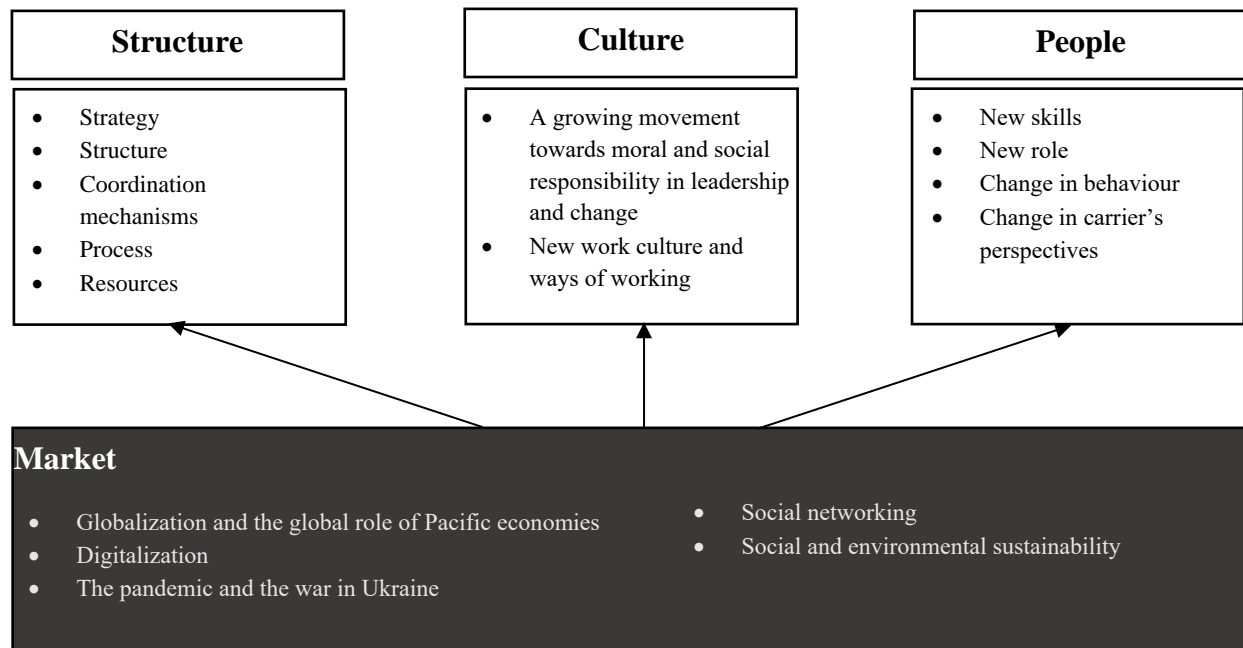 Structure
• Strategy
• Structure
• Coordination
mechanisms
• Process
• Resources
Culture
• A growing movement
towards moral and social
responsibility in leadership
and change
• New work culture and
ways of working
People
• New skills
• New role
• Change in behaviour
• Change in carrier’s
perspectives
Market
• Globalization and the global role of Pacific economies
• Digitalization
• The pandemic and the war in Ukraine
• Social networking
• Social and environmental sustainability